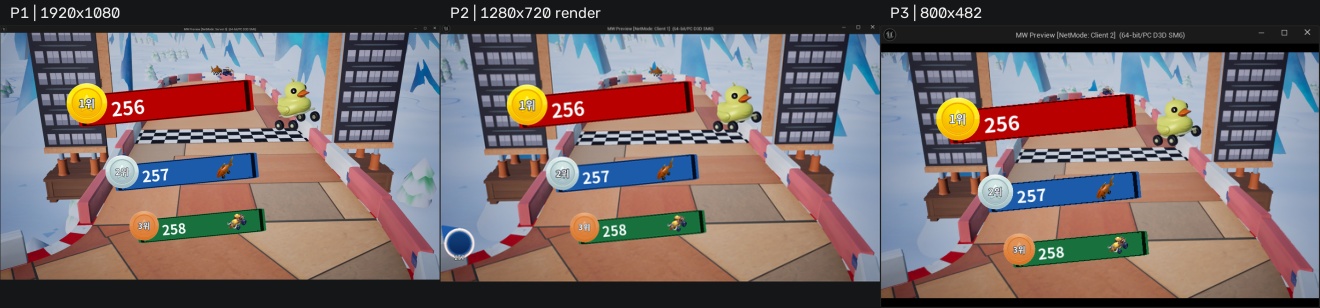 P1 | 1920x1080
P2 | 1280x720 render
P3 | 800x482
MW Preview [NetMode: Client 2] (64-bit/PC D3D SM6)
1위 256
2위 257
3위 258
1위 256
2위 257
3위 258
1위 256
2위 257
3위 258